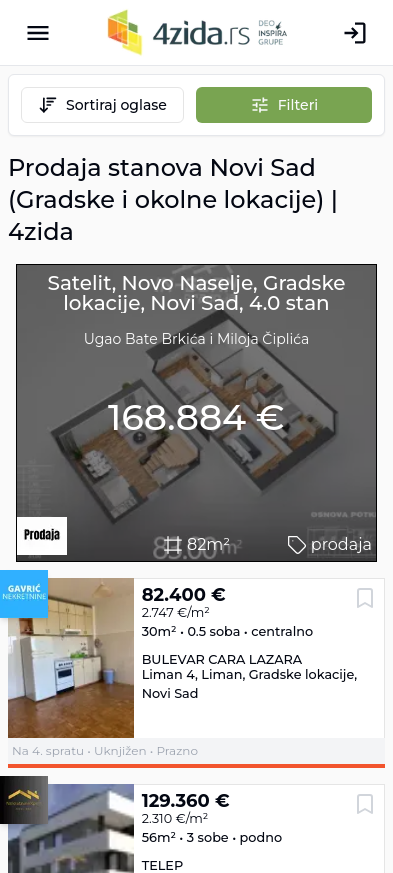 4zida.rs
DEO
INSPIRA
GRUPE
Sortiraj oglase
Filteri
Prodaja stanova Novi Sad
(Gradske i okolne lokacije) |
4zida
Satelit, Novo Naselje, Gradske
lokacije, Novi Sad, 4.0 stan
Ugao Bate Brkića i Miloja Čiplića
168.884 €
OSNOVA POTK
Prodaja
82m²
prodaja
GAVRIĆ
NEKRETNINE
82.400 €
2.747 €/m²
30m² • 0.5 soba • centralno
BULEVAR CARA LAZARA
Liman 4, Liman, Gradske lokacije,
Novi Sad
Na 4. spratu • Uknjižen • Prazno
129.360 €
2.310 €/m²
56m² • 3 sobe • podno
TELEP